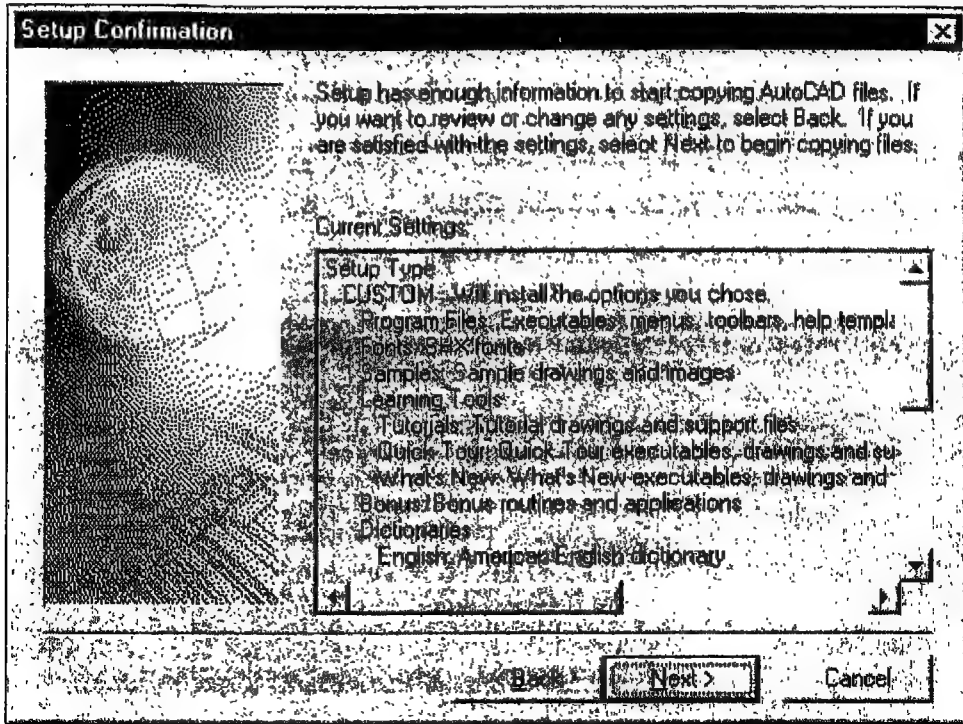 Setup Confirmation
Setup has enough information to start copying AutoCAD files. If
you want to review or change any settings, select Back. If you
are satisfied with the settings, select Next to begin copying files.
Current Settings:
Setup Type
CUSTOM - Will install the options you chose.
Program Files: Executables, menus, toolbars, help templa
Fonts: SHX fonts
Samples: Sample drawings and images
Learning Tools
Tutorials: Tutorial drawings and support files
Quick Tour: Quick Tour executables, drawings and su
What's New: What's New executables, drawings and
Bonus: Bonus routines and applications
Dictionaries
English: American English dictionary
< Back
Next >
Cancel